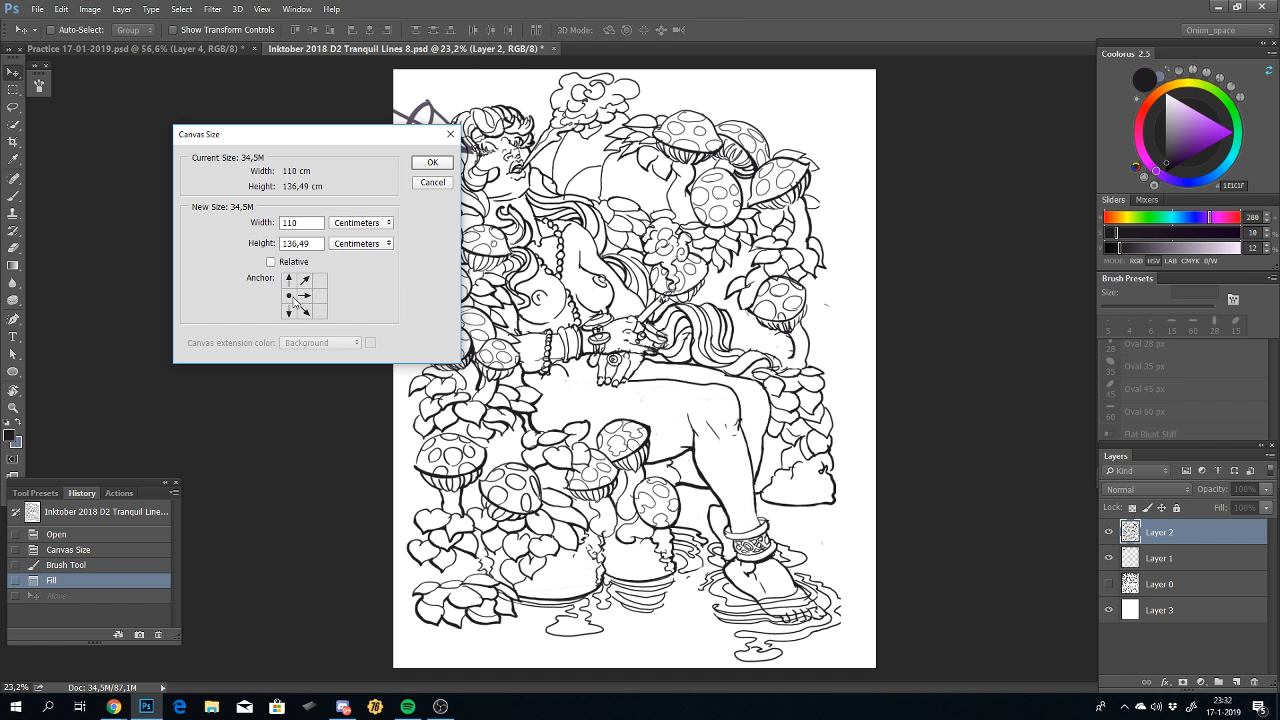 Ps File Edit Image Layer Type Select Filter 3D View Window Help
Auto-Select: Group Show Transform Controls 3D Mode: Onion_space
Practice 17-01-2019.psd @ 56,6% (Layer 4, RGB/8) * × Inktober 2018 D2 Tranquil Lines 8.psd @ 23,2% (Layer 2, RGB/8) * ×
Canvas Size
Current Size: 34,5M
Width: 110 cm
Height: 136,49 cm
New Size: 34,5M
Width: 110 Centimeters
Height: 136,49 Centimeters
Relative
Anchor:
Canvas extension color: Background
OK
Cancel
Tool Presets History Actions
Inktober 2018 D2 Tranquil Line...
Open
Canvas Size
Brush Tool
Fill
Move
Coolorus 2.5
1E1C1F
Sliders Mixers
H 280 °
S 10 %
V 12 %
MODE: RGB HSV LAB CMYK B/W
Brush Presets
Size:
5 4 6 15 60 28 15
28 Oval 28 px
35 Oval 35 px
45 Oval 45 px
60 Oval 60 px
Flat Blunt Stiff
Layers
Kind
Normal Opacity: 100%
Lock: Fill: 100%
Layer 2
Layer 1
Layer 0
Layer 3
23,2% Doc: 34,5M/87,1M
Ps 23:32
17-1-2019